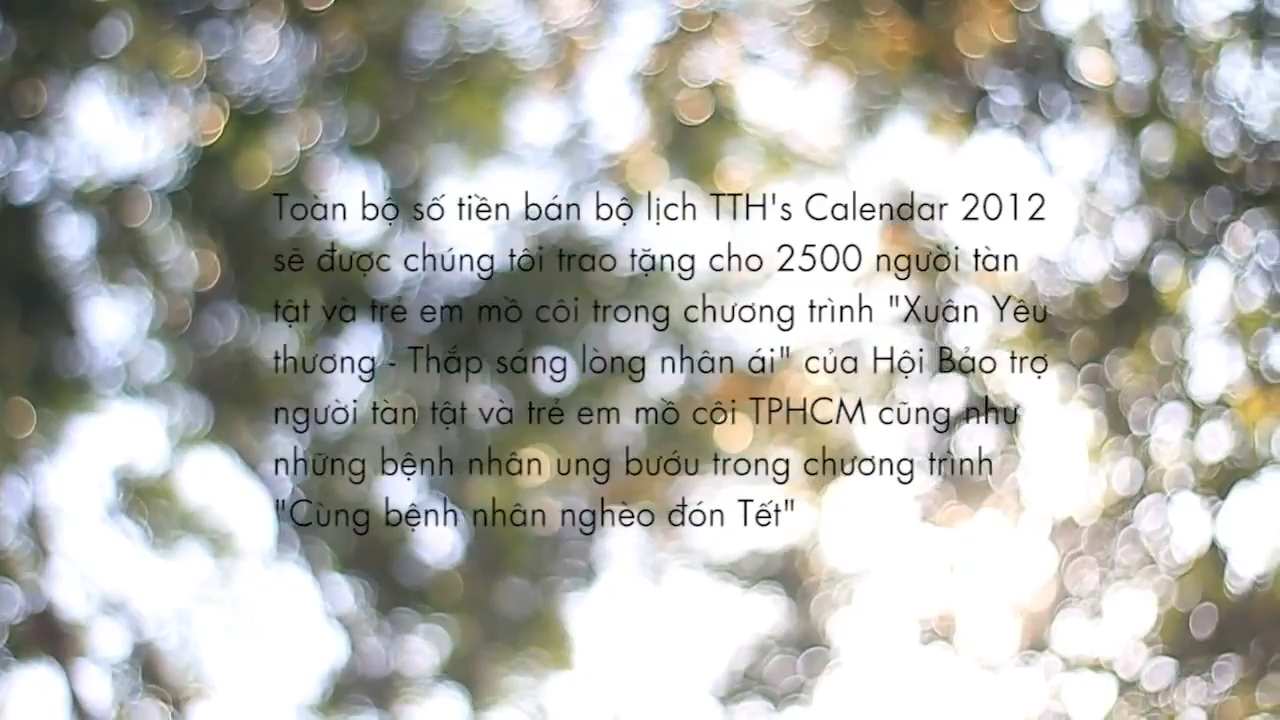 Toàn bộ số tiền bán bộ lịch TTH's Calendar 2012
sẽ được chúng tôi trao tặng cho 2500 người tàn
tật và trẻ em mồ côi trong chương trình "Xuân Yêu
thương - Thắp sáng lòng nhân ái" của Hội Bảo trợ
người tàn tật và trẻ em mồ côi TPHCM cũng như
những bệnh nhân ung bướu trong chương trình
"Cùng bệnh nhân nghèo đón Tết"